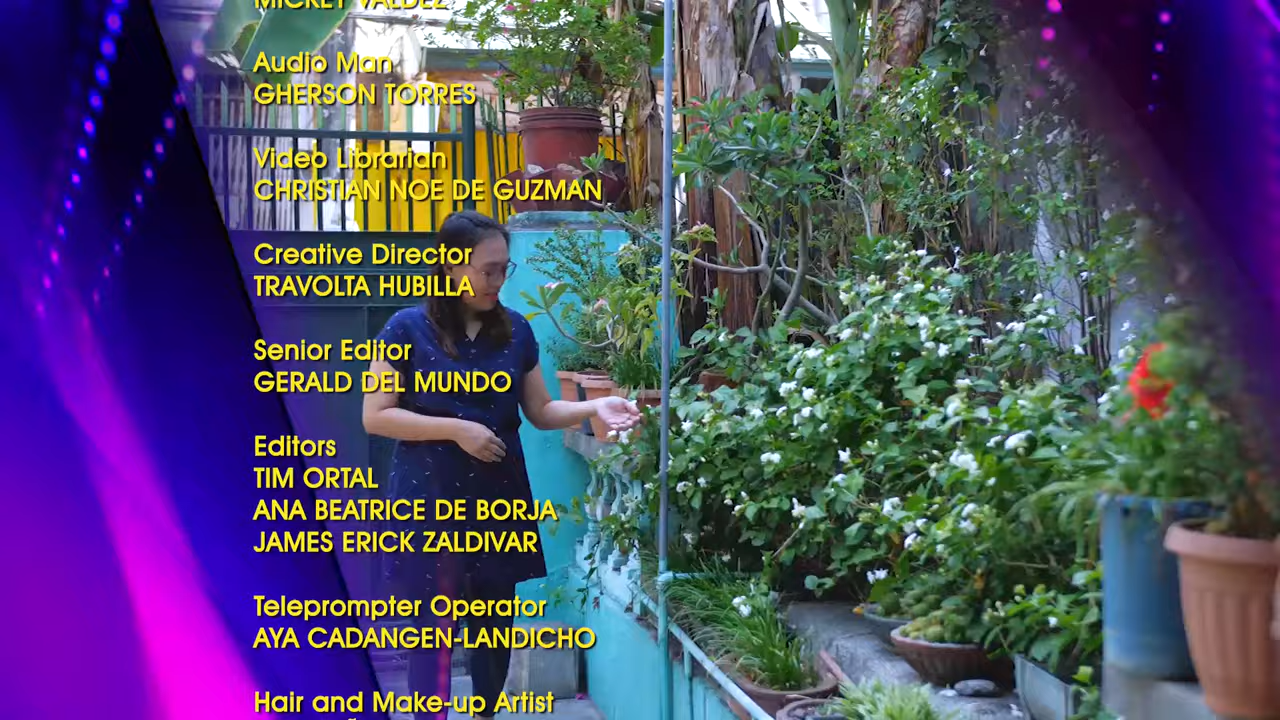 MICKEY VALDEZ
Audio Man
GHERSON TORRES
Video Librarian
CHRISTIAN NOE DE GUZMAN
Creative Director
TRAVOLTA HUBILLA
Senior Editor
GERALD DEL MUNDO
Editors
TIM ORTAL
ANA BEATRICE DE BORJA
JAMES ERICK ZALDIVAR
Teleprompter Operator
AYA CADANGEN-LANDICHO
Hair and Make-up Artist